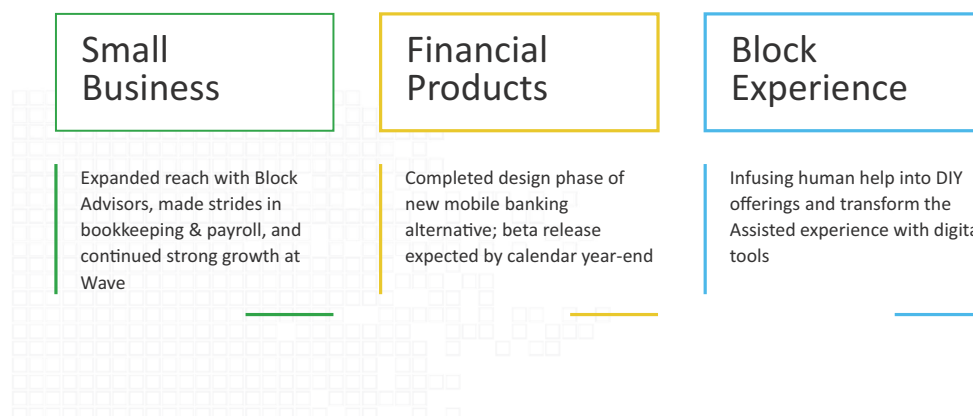 Small
Business
Financial
Products
Block
Experience
Expanded reach with Block
Advisors, made strides in
bookkeeping & payroll, and
continued strong growth at
Wave
Completed design phase of
new mobile banking
alternative; beta release
expected by calendar year-end
Infusing human help into DIY
offerings and transform the
Assisted experience with digita
tools